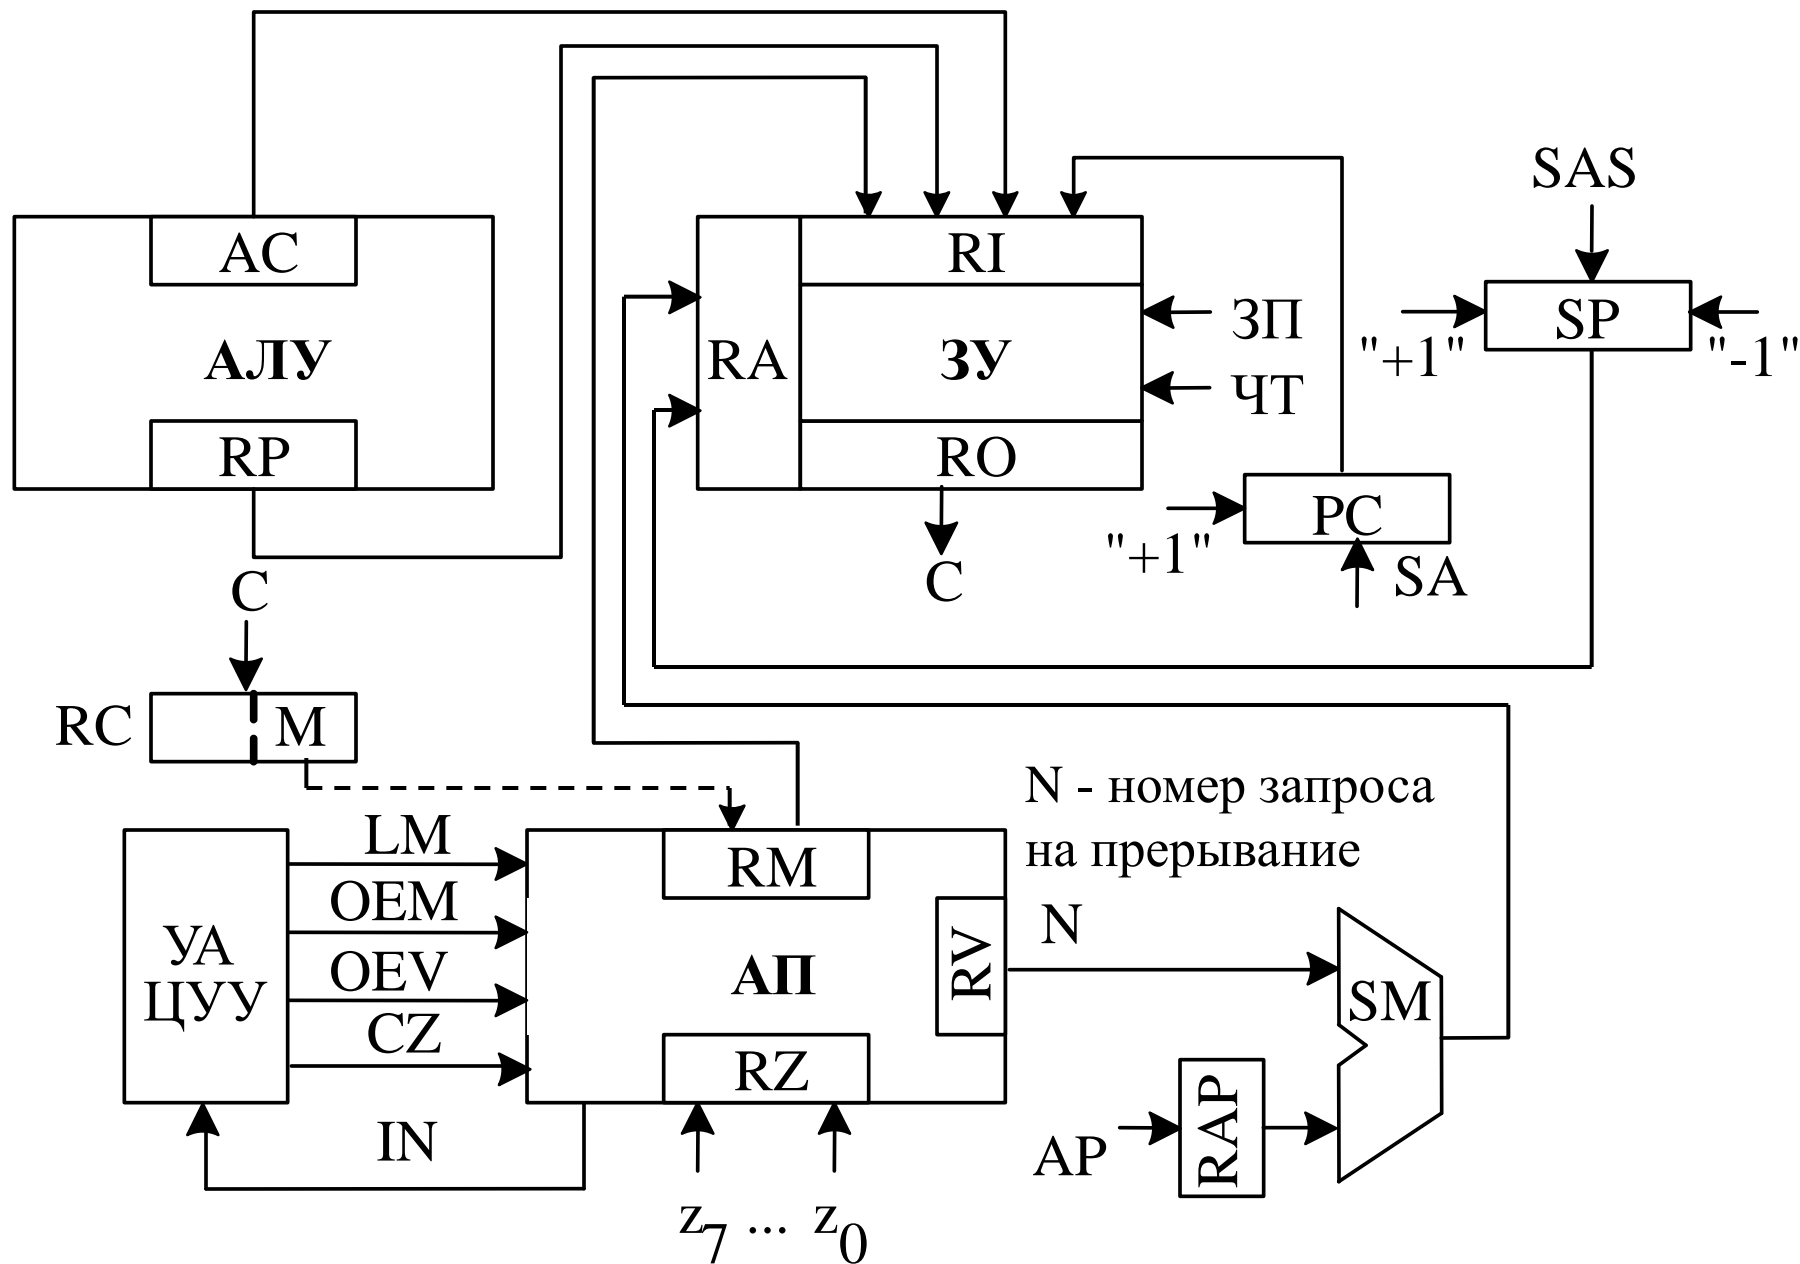 SAS
AC
RI
"+1"
SP
"-1"
АЛУ
RA
ЗУ
ЗП
ЧТ
RP
RO
"+1"
PC
C
SA
C
RC
M
N - номер запроса
на прерывание
LM
OEM
OEV
CZ
УА
ЦУУ
RM
АП
RV
RZ
N
SM
IN
AP
RAP
z7 ... z0